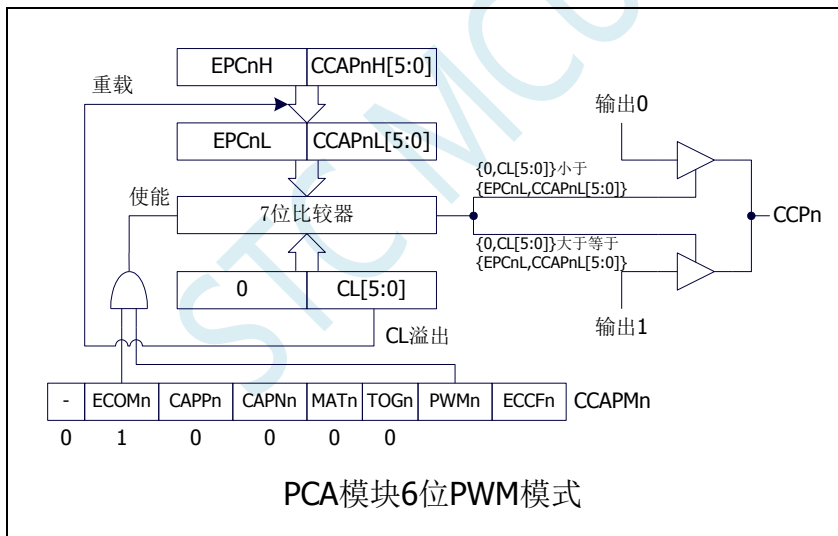 EPCnH CCAPnH[5:0]
重载
输出0
EPCnL CCAPnL[5:0]
{0,CL[5:0]}小于
{EPCnL,CCAPnL[5:0]}
使能
7位比较器
CCPn
{0,CL[5:0]}大于等于
{EPCnL,CCAPnL[5:0]}
0 CL[5:0]
CL溢出
输出1
- ECOMn CAPPn CAPNn MATn TOGn PWMn ECCFn CCAPMn
0 1 0 0 0 0
PCA模块6位PWM模式
STC MCU